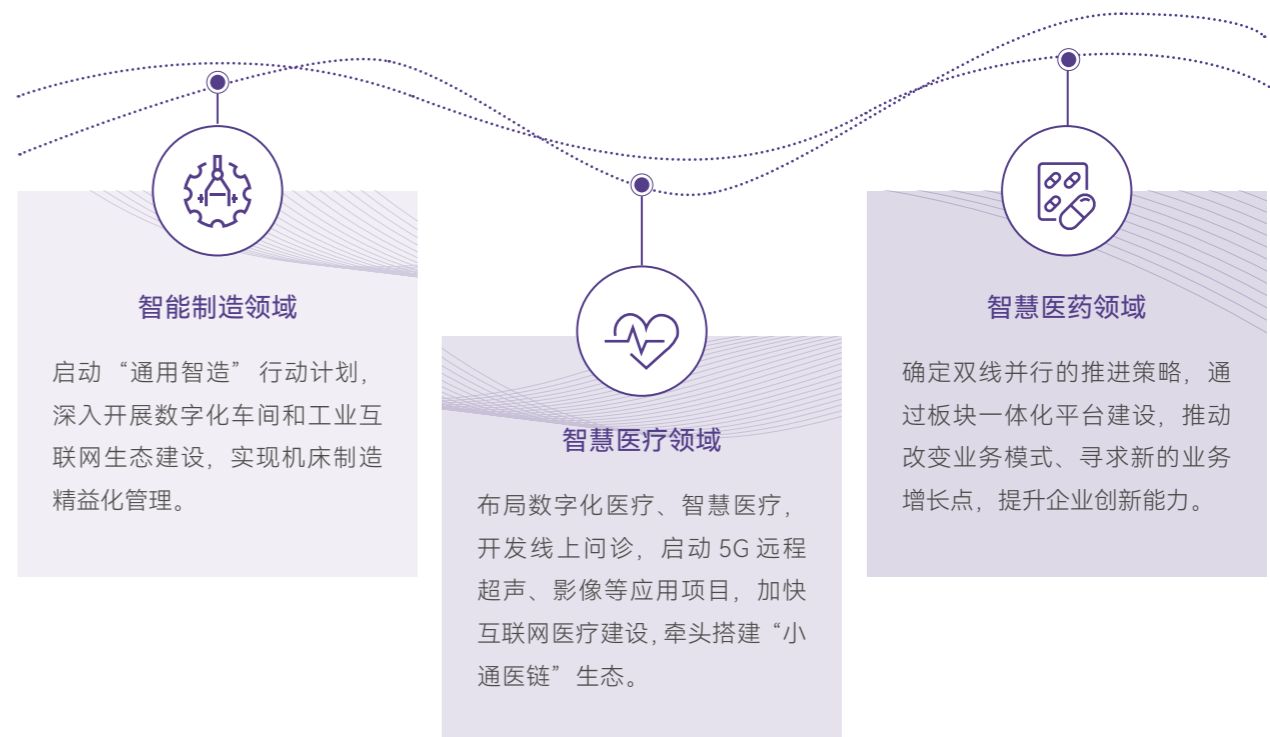 智能制造领域
启动“通用智造”行动计划,
深入开展数字化车间和工业互
联网生态建设,实现机床制造
精益化管理。
智慧医疗领域
布局数字化医疗、智慧医疗,
开发线上问诊,启动 5G 远程
超声、影像等应用项目,加快
互联网医疗建设,牵头搭建“小
通医链”生态。
智慧医药领域
确定双线并行的推进策略,通
过板块一体化平台建设,推动
改变业务模式、寻求新的业务
增长点,提升企业创新能力。